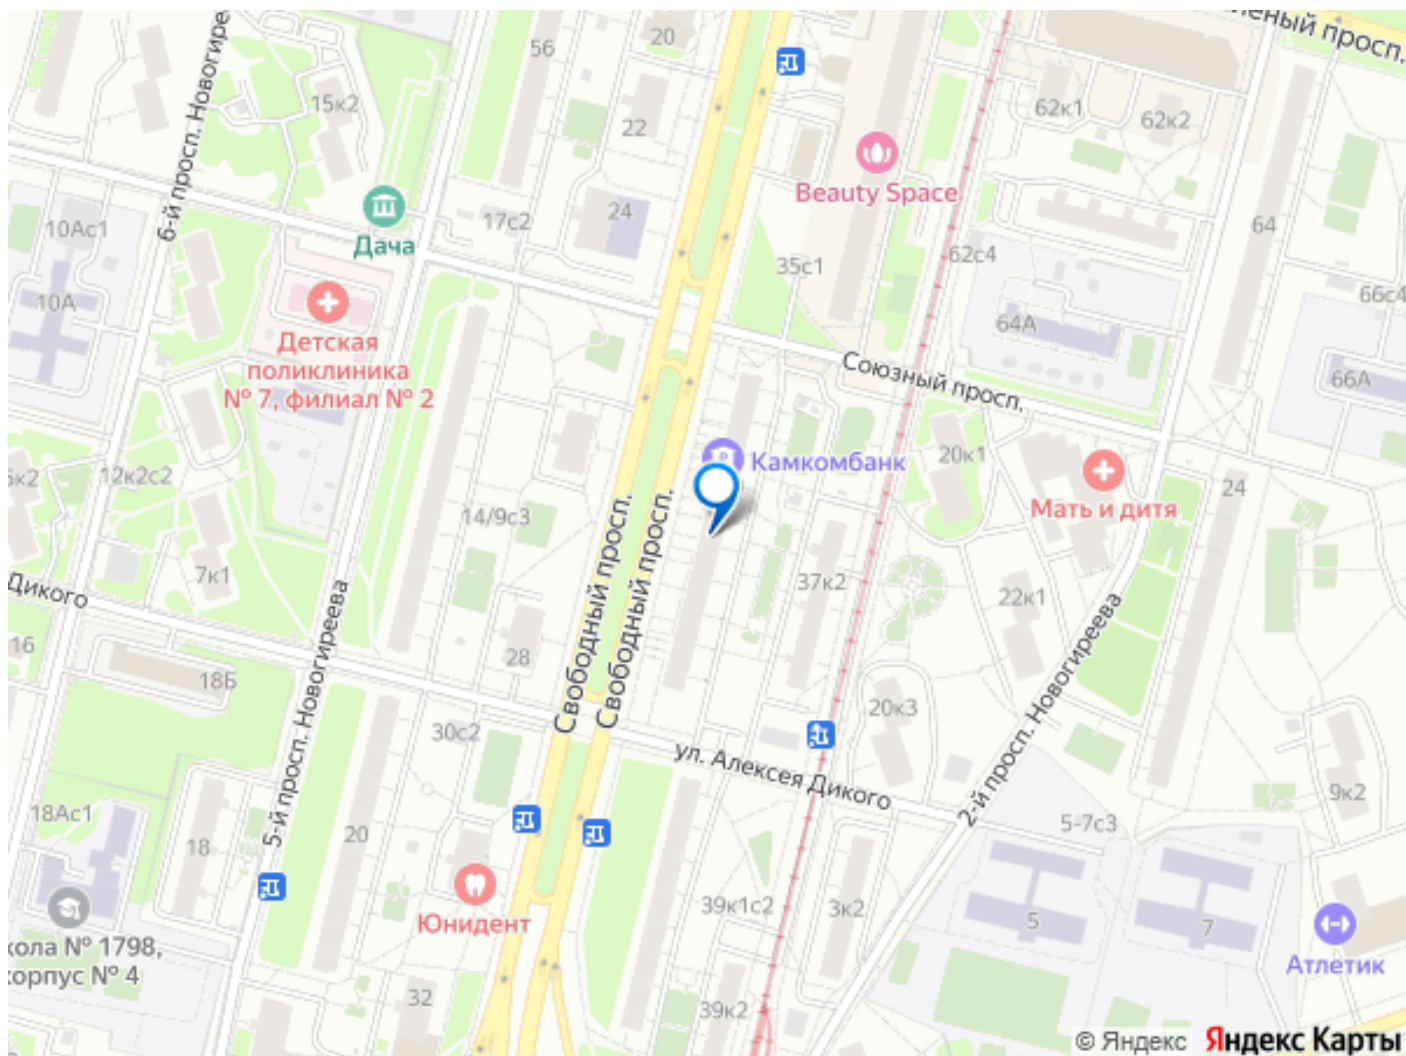 56
20
15к2
22
62к1
62к2
Beauty Space
6-й просп. Новогирее
10Ас1
Дача
17с2
24
35с1
62с4
64
66с4
10А
Детская
поликлиника
№ 7, филиал № 2
64А
Союзный просп.
66А
Камкомбанк
20к1
Мать и дитя
24
12к2с2
14/9с3
Свободный просп.
Свободный просп.
7к1
37к2
22к1
Дикого
16
18Б
5-й просп. Новогиреева
28
30с2
20к3
2-й просп. Новогиреева
ул. Алексея Дикого
9к2
18Ас1
18
20
5-7с3
Юнидент
39к1с2
3к2
5
7
Атлетик
№ 1798,
№ 4
32
39к2
© Яндекс
Яндекс Карты